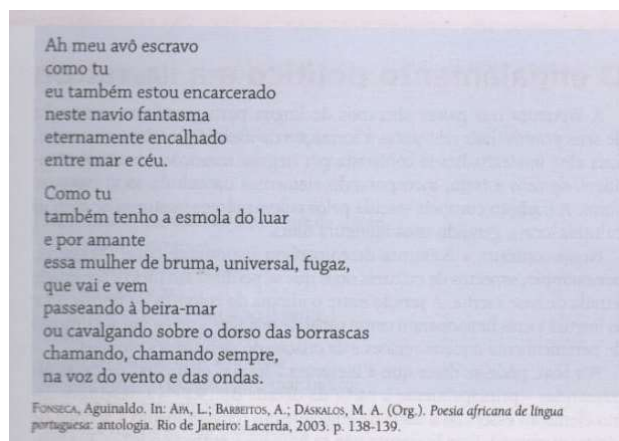 Ah meu avô escravo
como tu
eu também estou encarcerado
neste navio fantasma
eternamente encalhado
entre mar e céu.
Como tu
também tenho a esmola do luar
e por amante
essa mulher de bruma, universal, fugaz,
que vai e vem
passeando à beira-mar
ou cavalgando sobre o dorso das borrascas
chamando, chamando sempre,
na voz do vento e das ondas.
FONSECA, Aguinaldo. In: APA, L.; BARBEITOS, A.; DÁSKALOS, M. A. (Org.). Poesia africana de língua
portuguesa: antologia. Rio de Janeiro: Lacerda, 2003. p. 138-139.